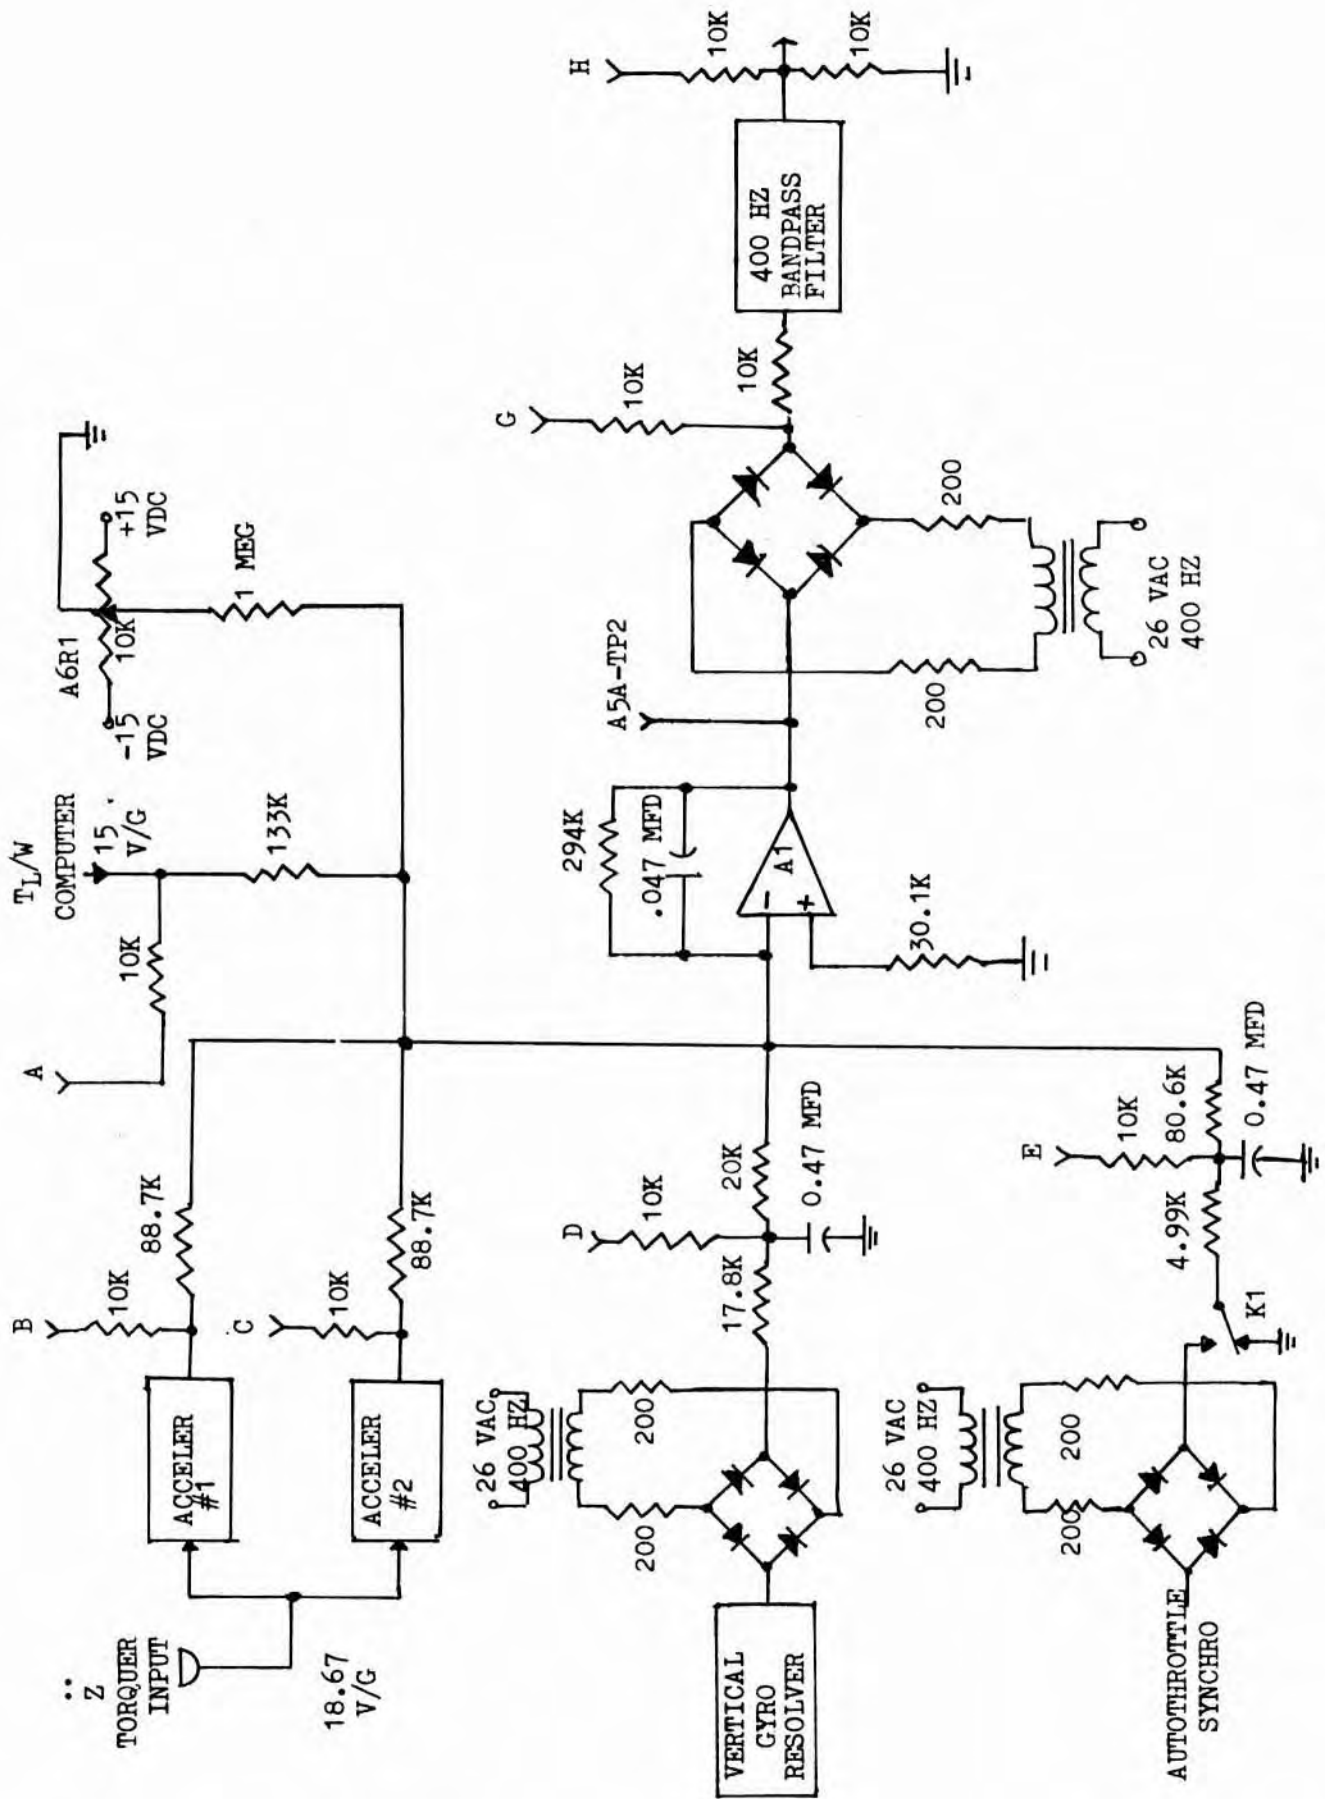 ¨
Z
TORQUER
INPUT
18.67
V/G
ACCELER
#1
ACCELER
#2
B
10K
88.7K
C
10K
88.7K
A
10K
TL/W
COMPUTER
15
V/G
133K
A6R1
-15
VDC
10K
+15
VDC
1 MEG
VERTICAL
GYRO
RESOLVER
26 VAC
400 HZ
200
200
17.8K
D
10K
20K
0.47 MFD
AUTOTHROTTLE
SYNCHRO
26 VAC
400 HZ
200
200
K1
4.99K
E
10K
80.6K
0.47 MFD
294K
.047 MFD
-
+
A1
30.1K
A5A-TP2
200
200
26 VAC
400 HZ
G
10K
10K
400 HZ
BANDPASS
FILTER
H
10K
10K